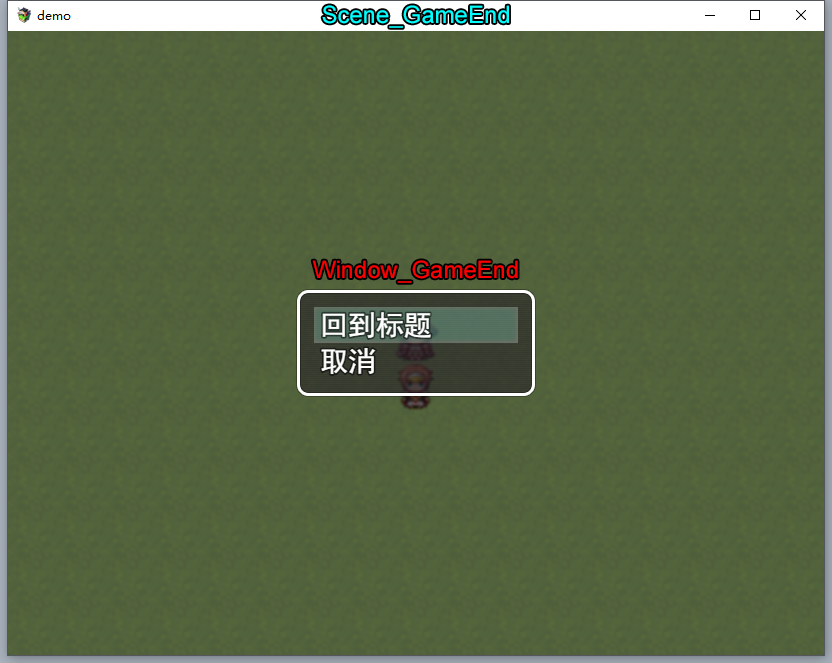 demo
Scene_GameEnd
Window_GameEnd
回到标题
取消